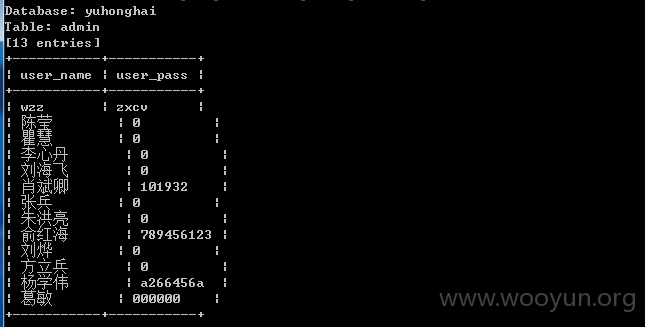 Database: yuhonghai
Table: admin
[13 entries]
+-----------+-----------+
| user_name | user_pass |
+-----------+-----------+
| wzz | zxcv |
| 陈莹 | 0 |
| 瞿慧 | 0 |
| 李心丹 | 0 |
| 刘海飞 | 0 |
| 肖斌卿 | 101932 |
| 张兵 | 0 |
| 朱洪亮 | 0 |
| 俞红海 | 789456123 |
| 刘烨 | 0 |
| 方立兵 | 0 |
| 杨学伟 | a266456a |
| 葛敏 | 000000 |
+-----------+-----------+
www.wooyun.org